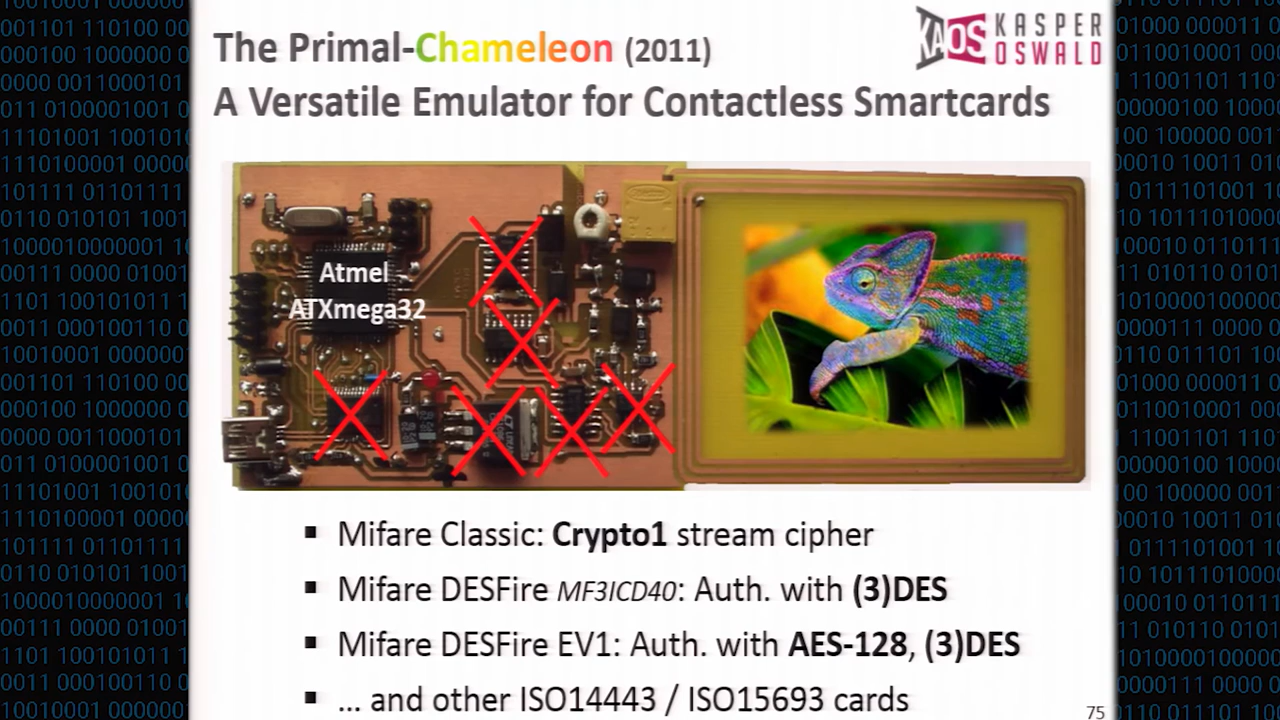 The Primal-Chameleon (2011)
KAOS KASPER
OSWALD
A Versatile Emulator for Contactless Smartcards
Atmel
ATXmega32
▪ Mifare Classic: Crypto1 stream cipher
▪ Mifare DESFire MF3ICD40: Auth. with (3)DES
▪ Mifare DESFire EV1: Auth. with AES-128, (3)DES
▪ ... and other ISO14443 / ISO15693 cards
75